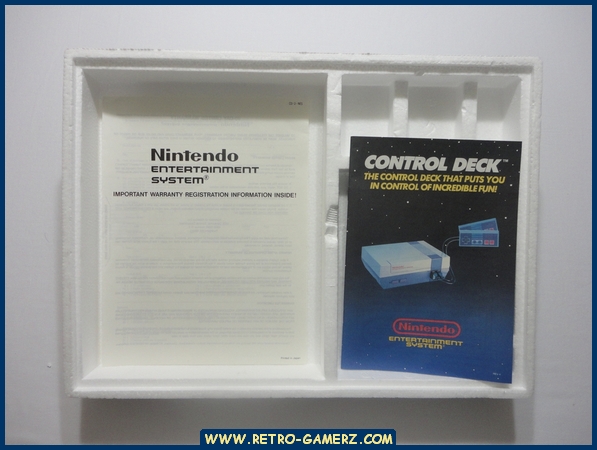 Nintendo
ENTERTAINMENT
SYSTEM®
IMPORTANT WARRANTY REGISTRATION INFORMATION INSIDE!
CONTROL DECK™
THE CONTROL DECK THAT PUTS YOU
IN CONTROL OF INCREDIBLE FUN!
Nintendo
ENTERTAINMENT
SYSTEM
WWW.RETRO-GAMERZ.COM